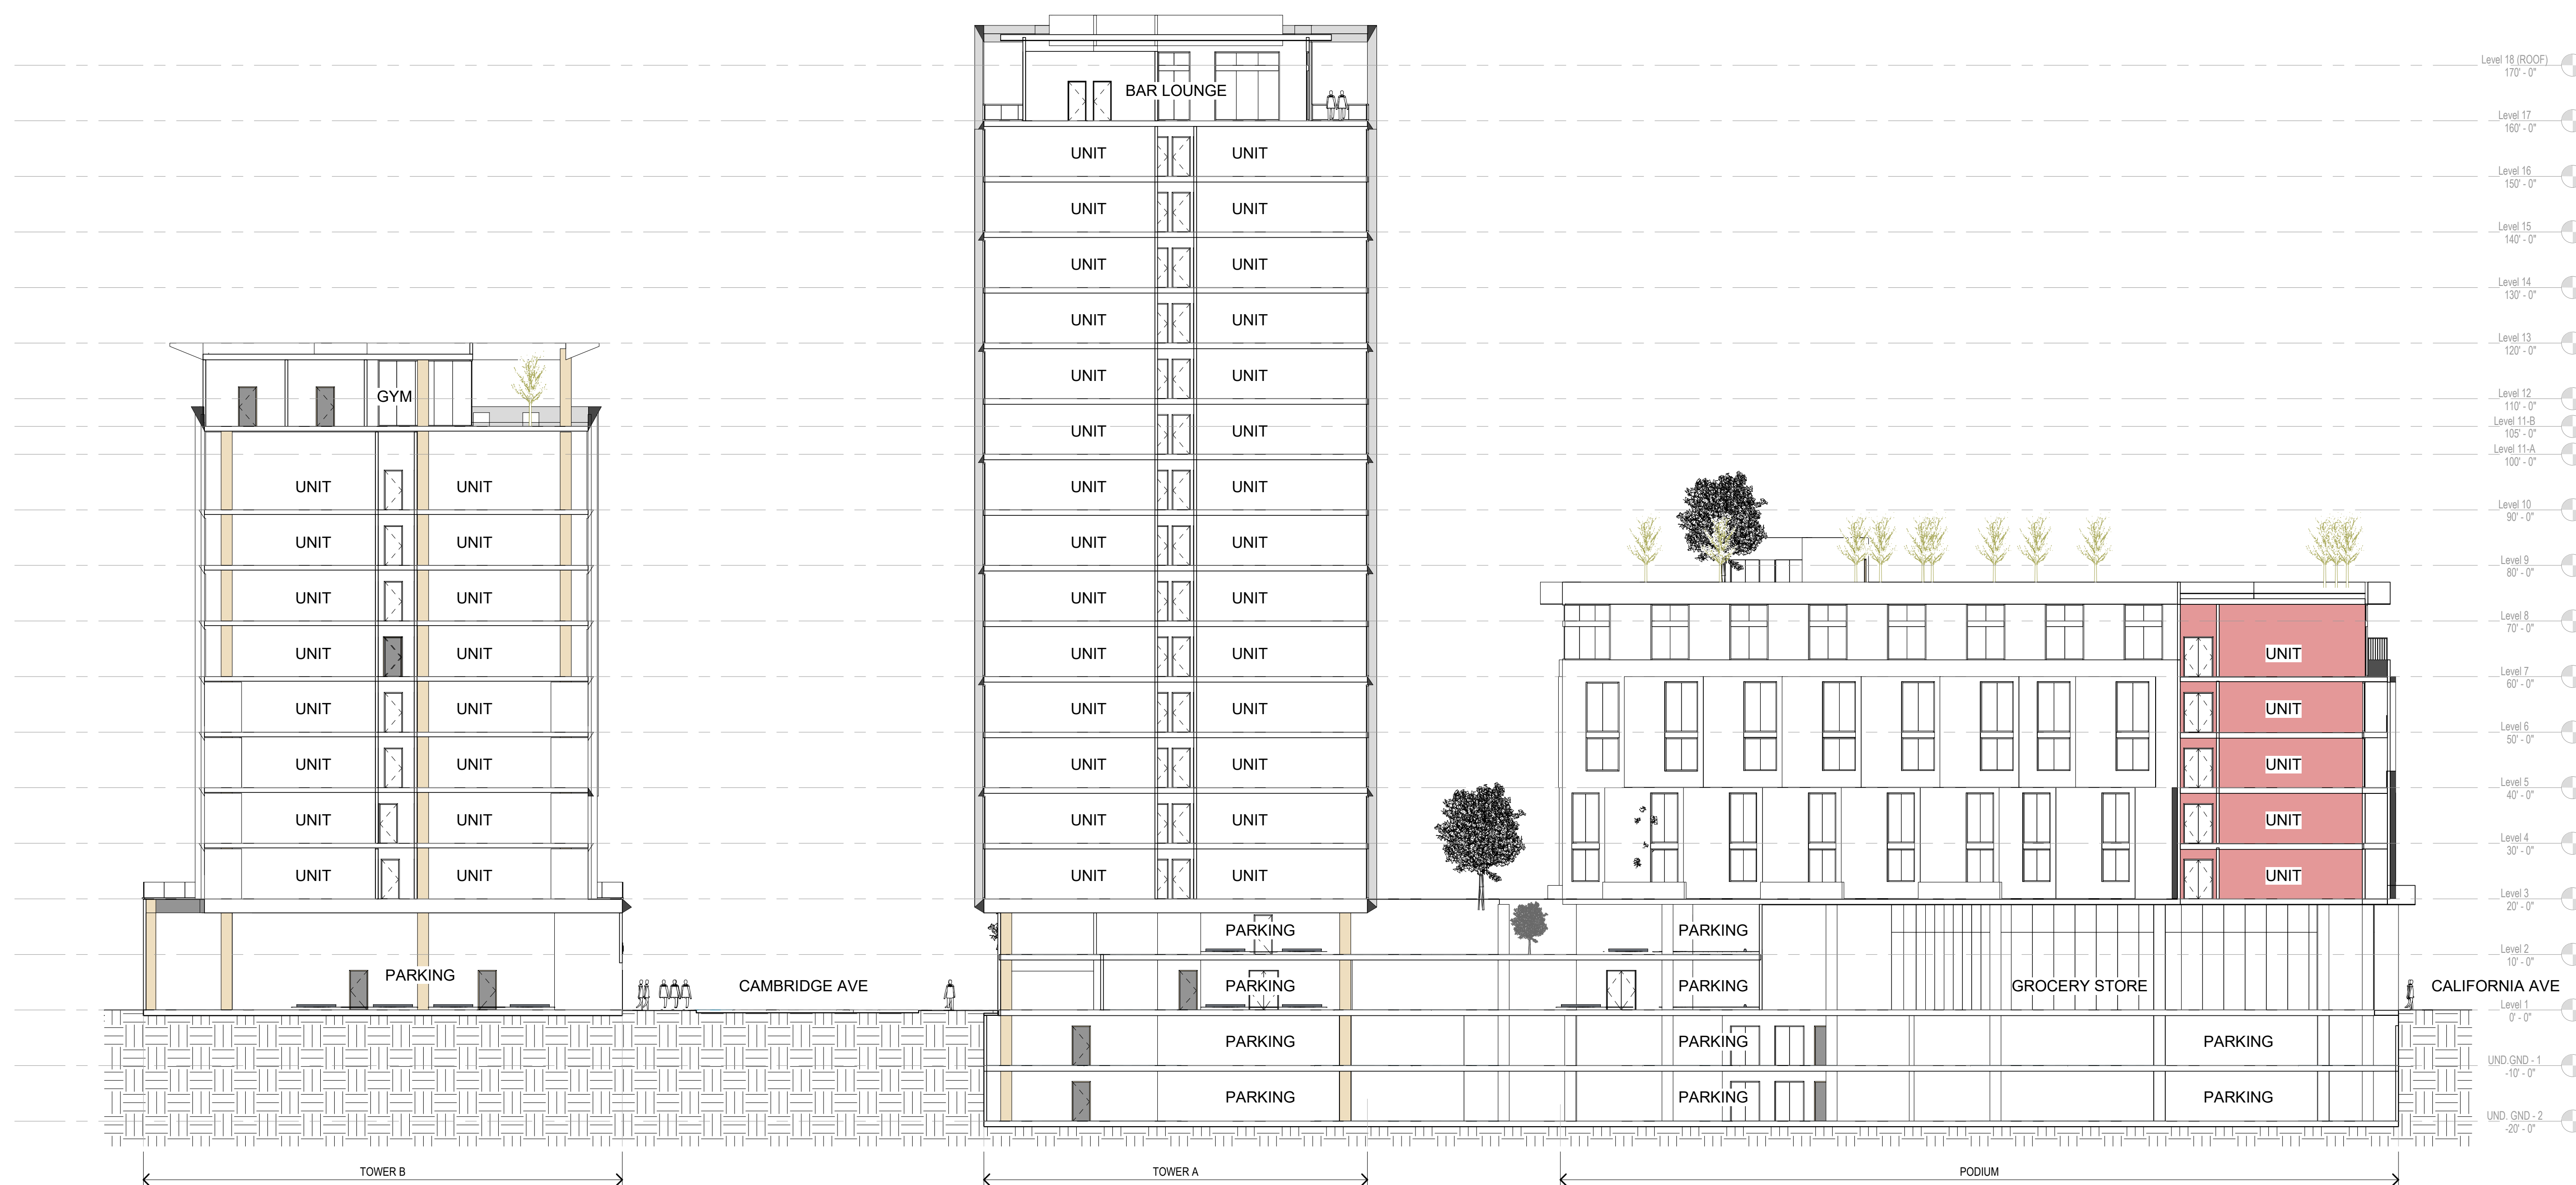 Level 18 (ROOF)
170' - 0"
BAR LOUNGE
Level 17
160' - 0"
UNIT UNIT
Level 16
150' - 0"
UNIT UNIT
Level 15
140' - 0"
UNIT UNIT
Level 14
130' - 0"
UNIT UNIT
Level 13
120' - 0"
UNIT UNIT
GYM
Level 12
110' - 0"
Level 11-B
105' - 0"
UNIT UNIT
Level 11-A
100' - 0"
UNIT UNIT UNIT UNIT
Level 10
90' - 0"
UNIT UNIT UNIT UNIT
Level 9
80' - 0"
UNIT UNIT UNIT UNIT
Level 8
70' - 0"
UNIT UNIT UNIT UNIT UNIT
Level 7
60' - 0"
UNIT UNIT UNIT UNIT UNIT
Level 6
50' - 0"
UNIT UNIT UNIT UNIT UNIT
Level 5
40' - 0"
UNIT UNIT UNIT UNIT UNIT
Level 4
30' - 0"
UNIT UNIT UNIT UNIT UNIT
Level 3
20' - 0"
PARKING PARKING
Level 2
10' - 0"
PARKING
CAMBRIDGE AVE PARKING PARKING GROCERY STORE CALIFORNIA AVE
Level 1
0' - 0"
PARKING PARKING PARKING
UND.GND - 1
-10' - 0"
PARKING PARKING PARKING
UND. GND - 2
-20' - 0"
TOWER B TOWER A PODIUM